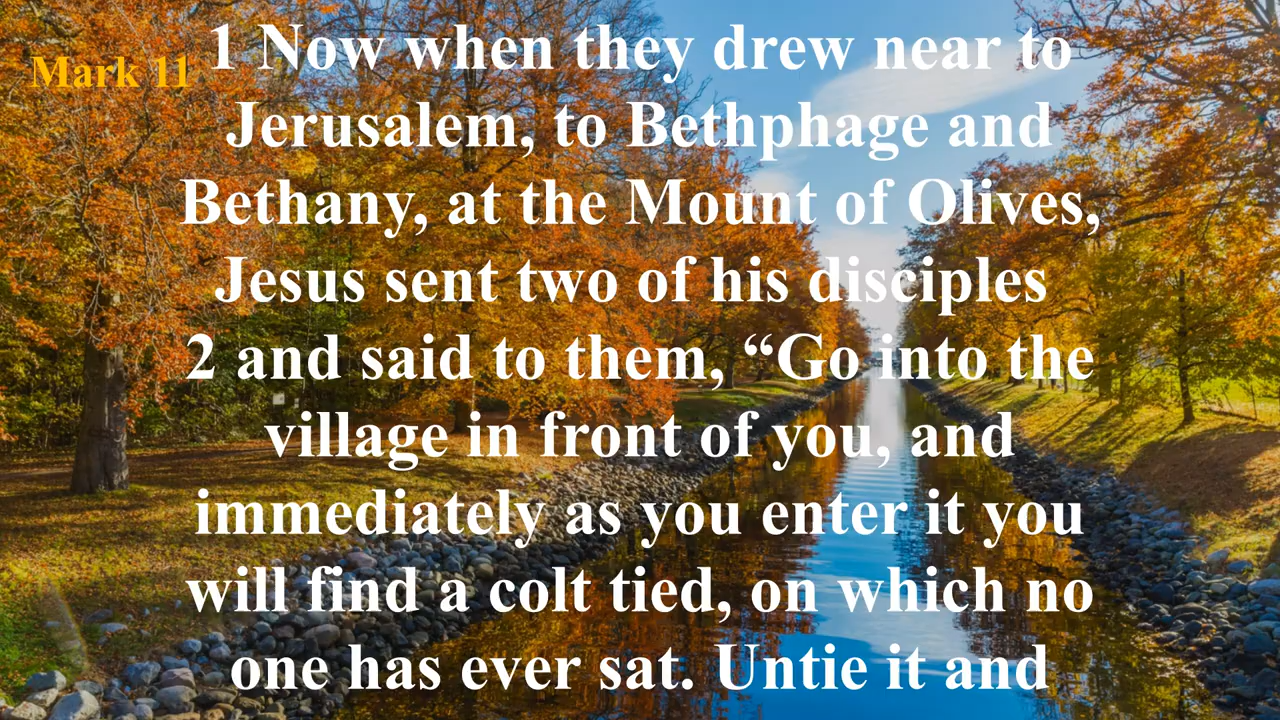 Mark 11
1 Now when they drew near to
Jerusalem, to Bethphage and
Bethany, at the Mount of Olives,
Jesus sent two of his disciples
2 and said to them, “Go into the
village in front of you, and
immediately as you enter it you
will find a colt tied, on which no
one has ever sat. Untie it and